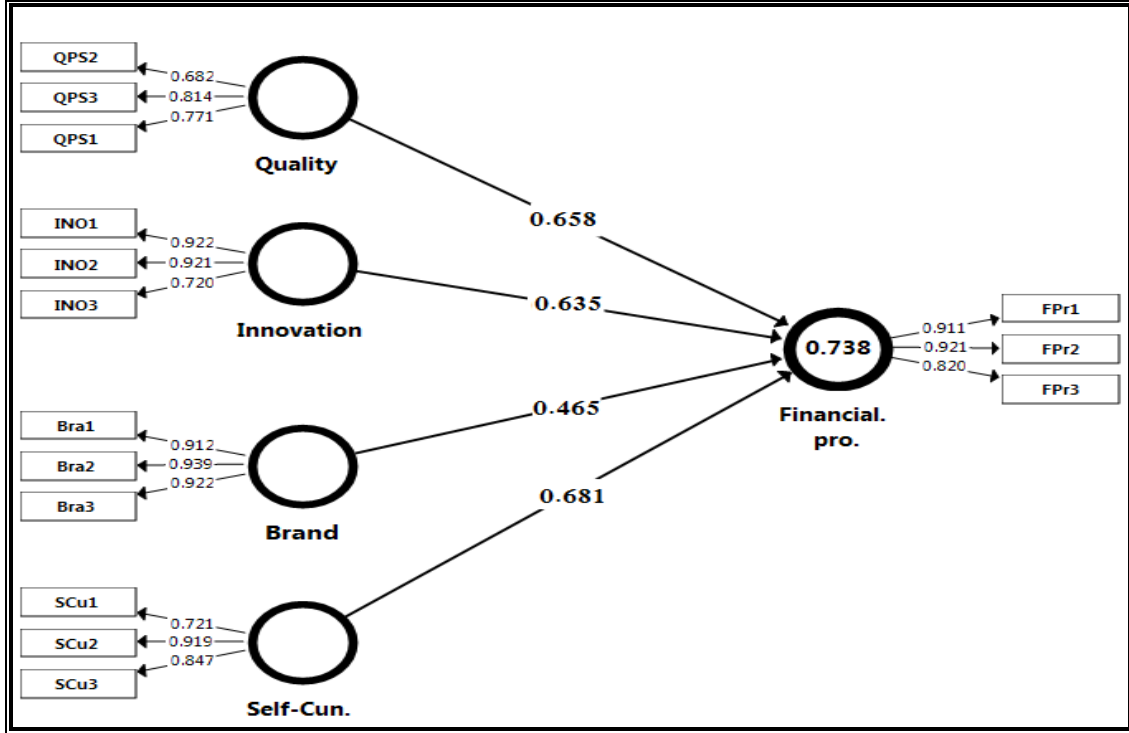 QPS2
0.682
QPS3
0.814
QPS1
0.771
Quality
0.658
INO1
0.922
INO2
0.921
INO3
0.720
Innovation
0.635
Bra1
0.912
Bra2
0.939
Bra3
0.922
Brand
0.465
SCu1
0.721
SCu2
0.919
SCu3
0.847
Self-Cun.
0.681
0.738
Financial.
pro.
0.911
FPr1
0.921
FPr2
0.820
FPr3